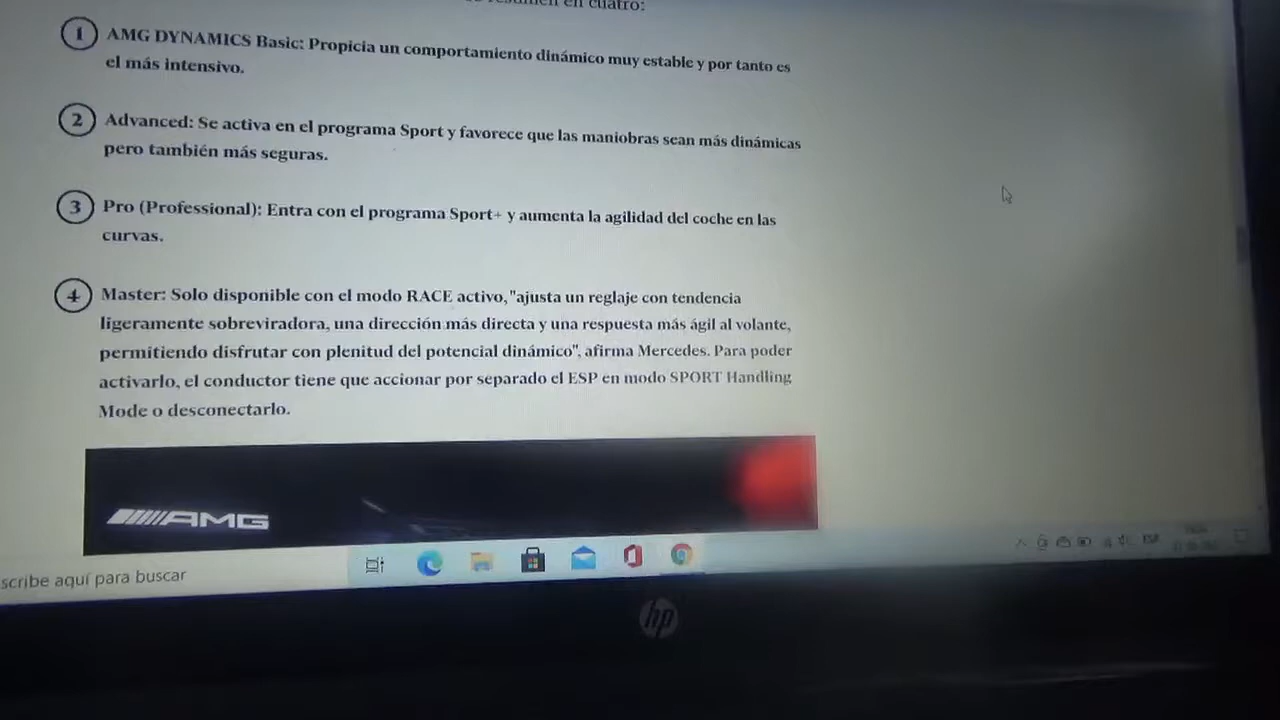 en cuatro:
1 AMG DYNAMICS Basic: Propicia un comportamiento dinámico muy estable y por tanto es
el más intensivo.
2 Advanced: Se activa en el programa Sport y favorece que las maniobras sean más dinámicas
pero también más seguras.
3 Pro (Professional): Entra con el programa Sport+ y aumenta la agilidad del coche en las
curvas.
4 Master: Solo disponible con el modo RACE activo, "ajusta un reglaje con tendencia
ligeramente sobreviradora, una dirección más directa y una respuesta más ágil al volante,
permitiendo disfrutar con plenitud del potencial dinámico", afirma Mercedes. Para poder
activarlo, el conductor tiene que accionar por separado el ESP en modo SPORT Handling
Mode o desconectarlo.
AMG
scribe aquí para buscar
ESP
hp